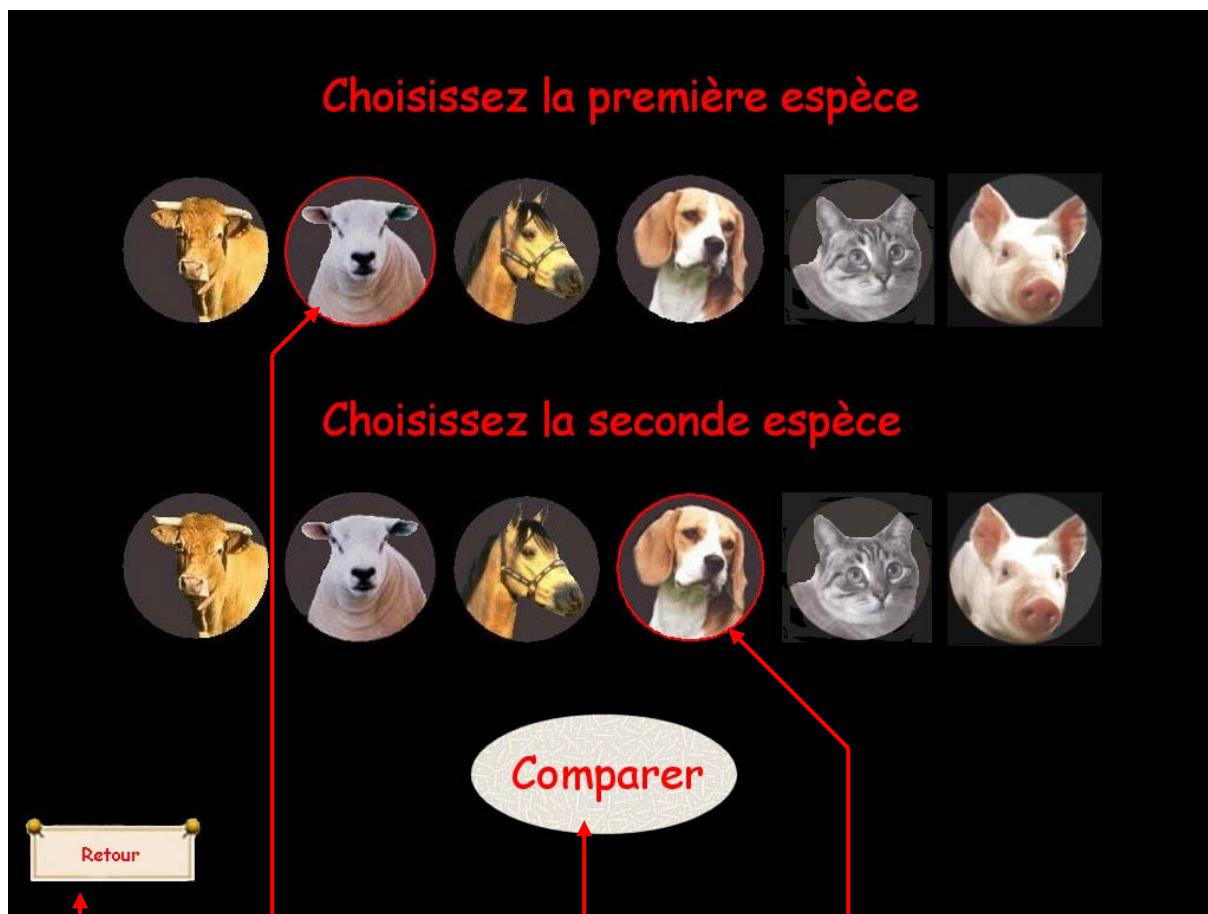 Choisissez la première espèce
Choisissez la seconde espèce
Comparer
Retour